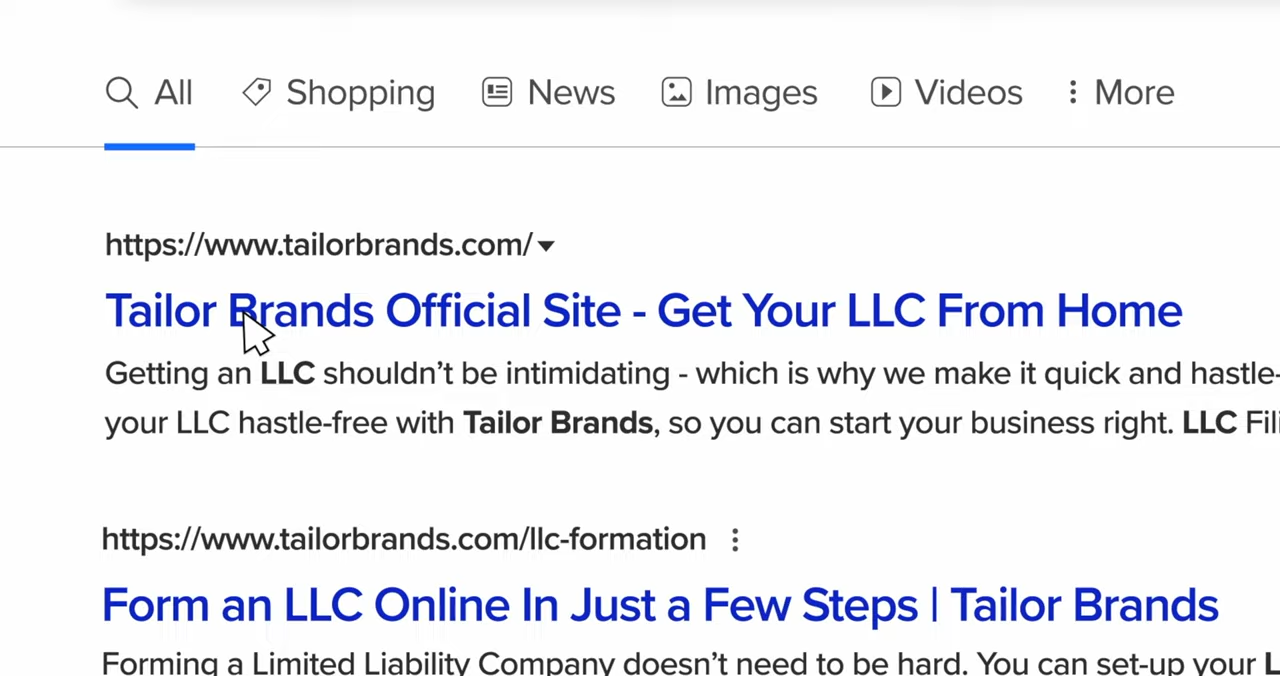 All Shopping News Images Videos More
https://www.tailorbrands.com/
Tailor Brands Official Site - Get Your LLC From Home
Getting an LLC shouldn’t be intimidating - which is why we make it quick and hastle-
your LLC hastle-free with Tailor Brands, so you can start your business right. LLC
https://www.tailorbrands.com/llc-formation
Form an LLC Online In Just a Few Steps | Tailor Brands
Forming a Limited Liability Company doesn’t need to be hard. You can set-up your